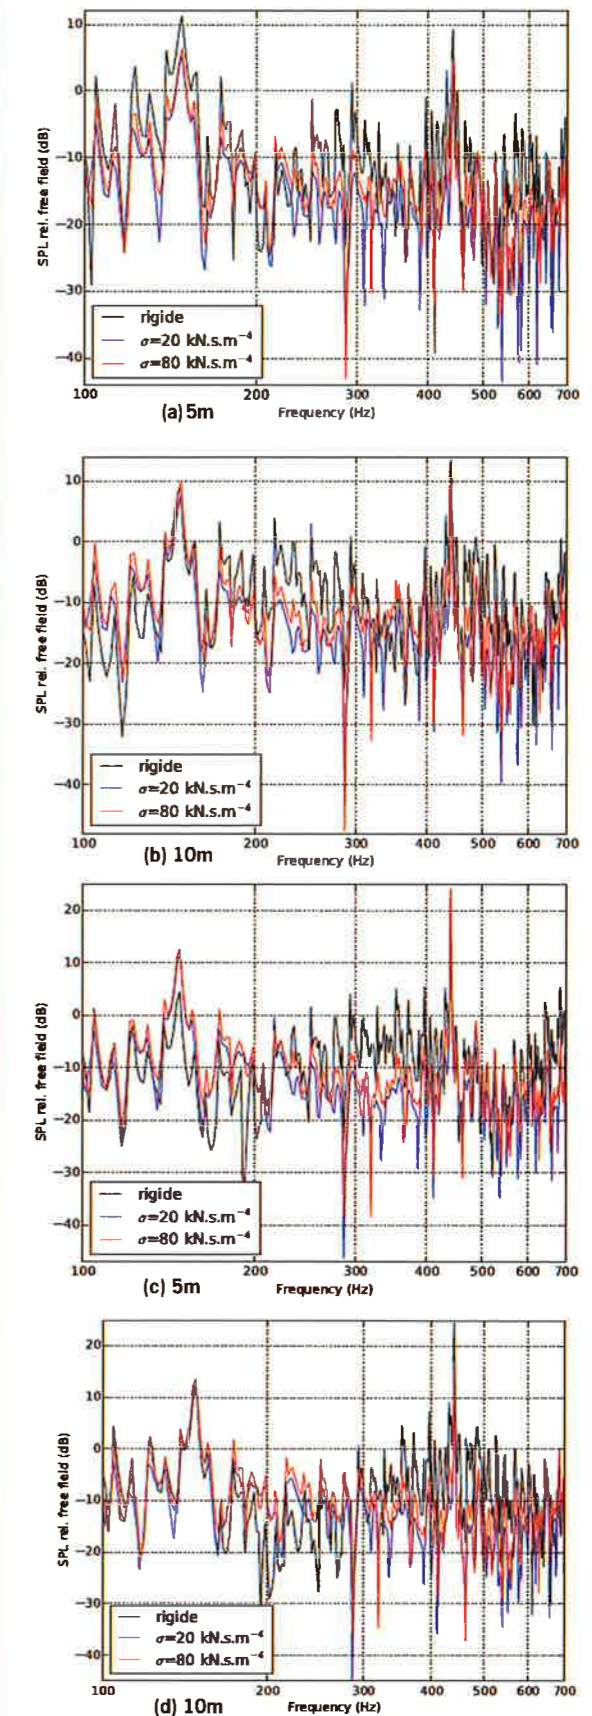 10
0
−10
−20
−30
−40
SPL rel. free field (dB)
rigide
σ=20 kN.s.m⁻⁴
σ=80 kN.s.m⁻⁴
100 200 300 400 500 600 700
Frequency (Hz)
(a) 5m
10
0
−10
−20
−30
−40
SPL rel. free field (dB)
rigide
σ=20 kN.s.m⁻⁴
σ=80 kN.s.m⁻⁴
100 200 300 400 500 600 700
Frequency (Hz)
(b) 10m
20
10
0
−10
−20
−30
−40
SPL rel. free field (dB)
rigide
σ=20 kN.s.m⁻⁴
σ=80 kN.s.m⁻⁴
100 200 300 400 500 600 700
Frequency (Hz)
(c) 5m
20
10
0
−10
−20
−30
−40
SPL rel. free field (dB)
rigide
σ=20 kN.s.m⁻⁴
σ=80 kN.s.m⁻⁴
100 200 300 400 500 600 700
Frequency (Hz)
(d) 10m